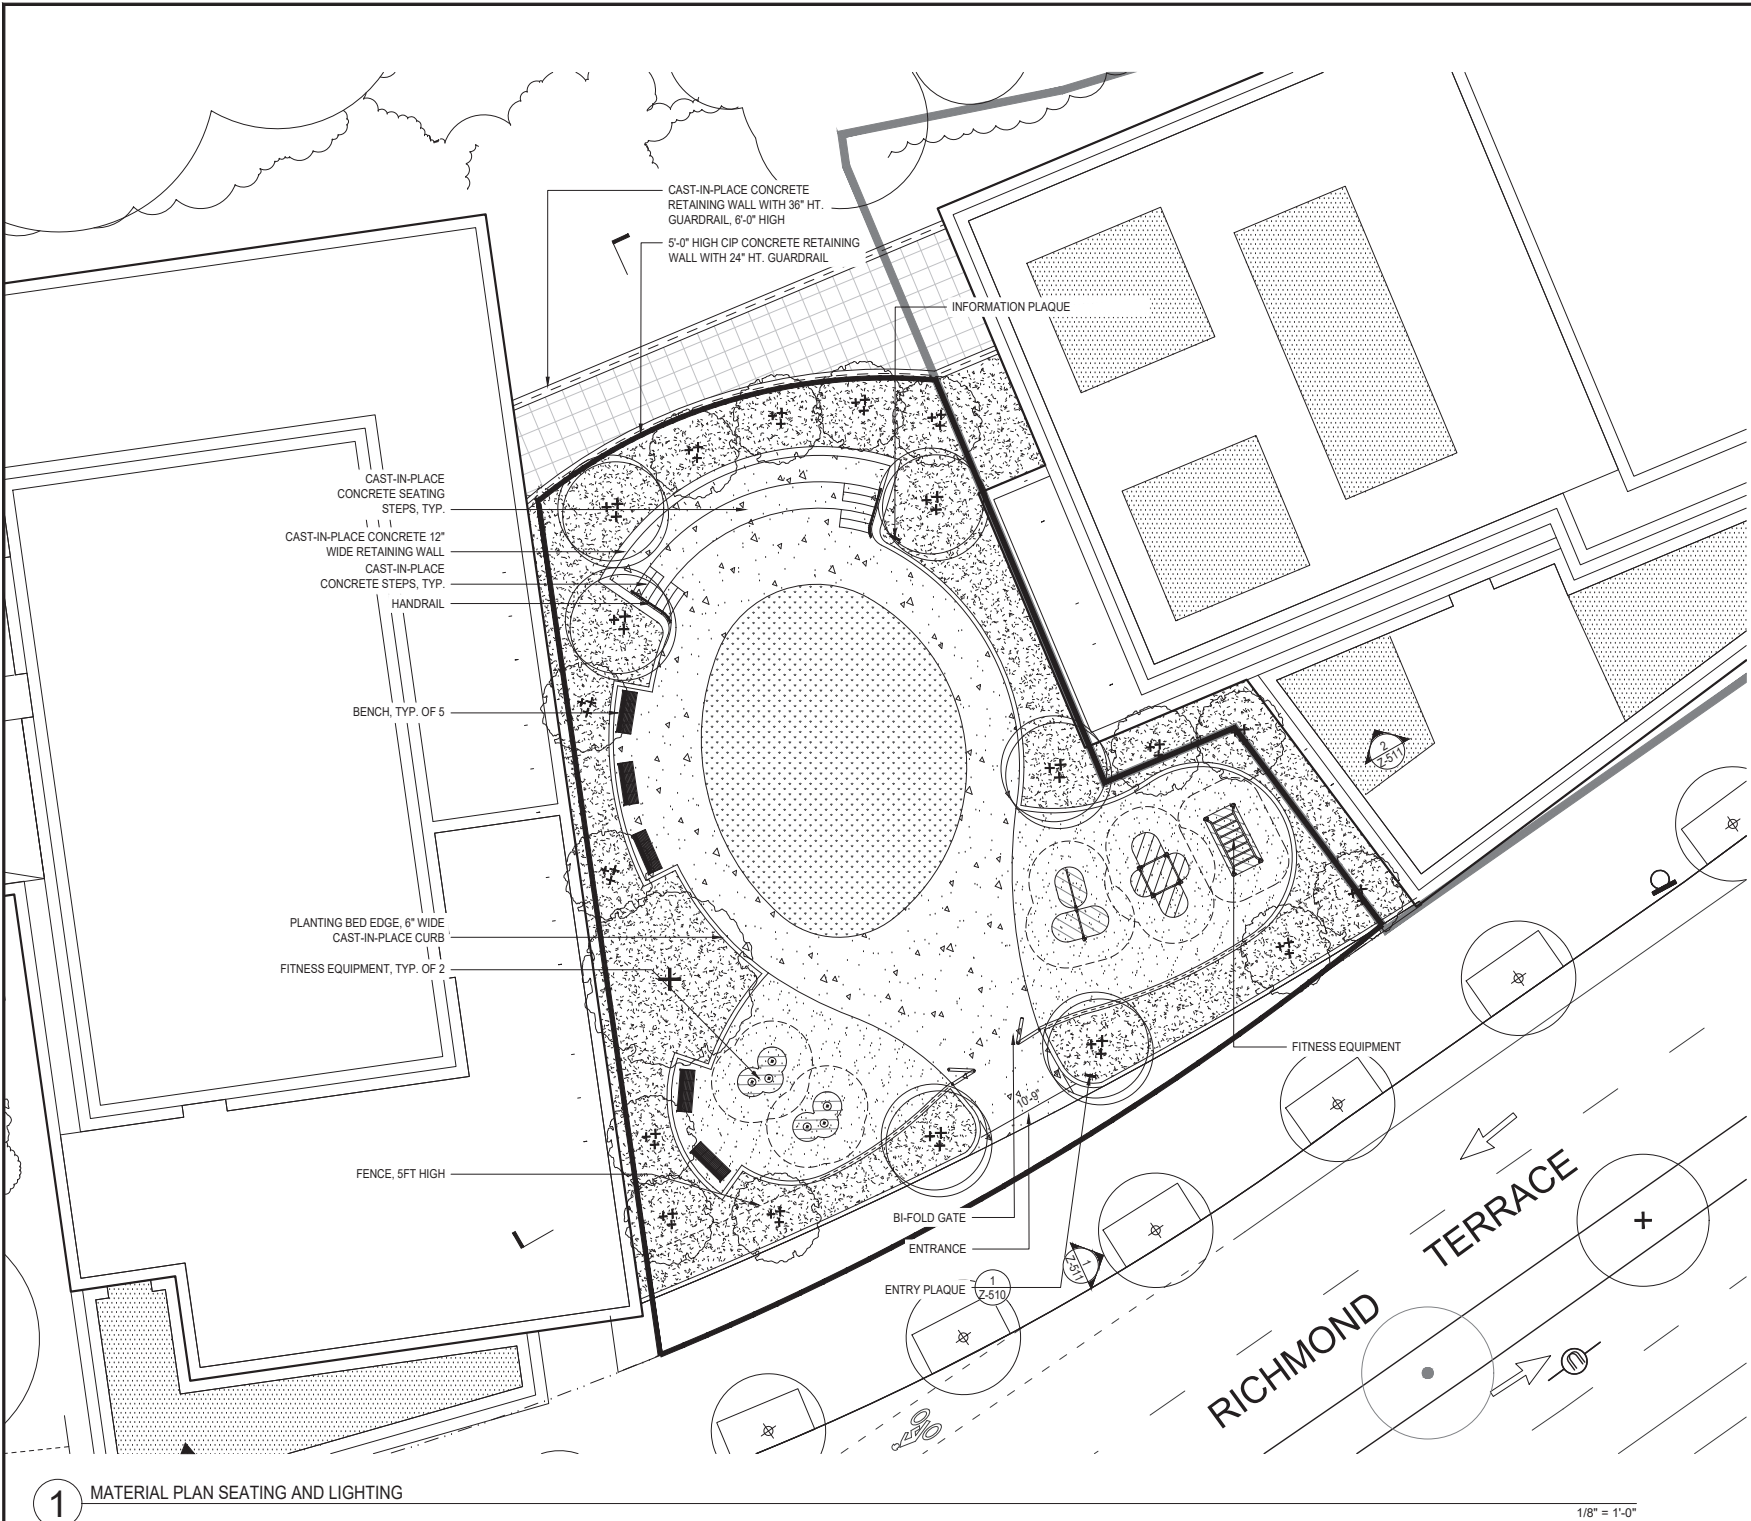 CAST-IN-PLACE CONCRETE
RETAINING WALL WITH 36" HT.
GUARDRAIL, 6'-0" HIGH
5'-0" HIGH CIP CONCRETE RETAINING
WALL WITH 24" HT. GUARDRAIL
INFORMATION PLAQUE
CAST-IN-PLACE
CONCRETE SEATING
STEPS, TYP.
CAST-IN-PLACE CONCRETE 12"
WIDE RETAINING WALL
CAST-IN-PLACE
CONCRETE STEPS, TYP.
HANDRAIL
BENCH, TYP. OF 5
2
Z-511
PLANTING BED EDGE, 6" WIDE
CAST-IN-PLACE CURB
FITNESS EQUIPMENT, TYP. OF 2
FITNESS EQUIPMENT
10'-9"
FENCE, 5FT HIGH
BI-FOLD GATE
ENTRANCE
ENTRY PLAQUE
1
Z-510
1
Z-511
RICHMOND TERRACE
1
MATERIAL PLAN SEATING AND LIGHTING
1/8" = 1'-0"